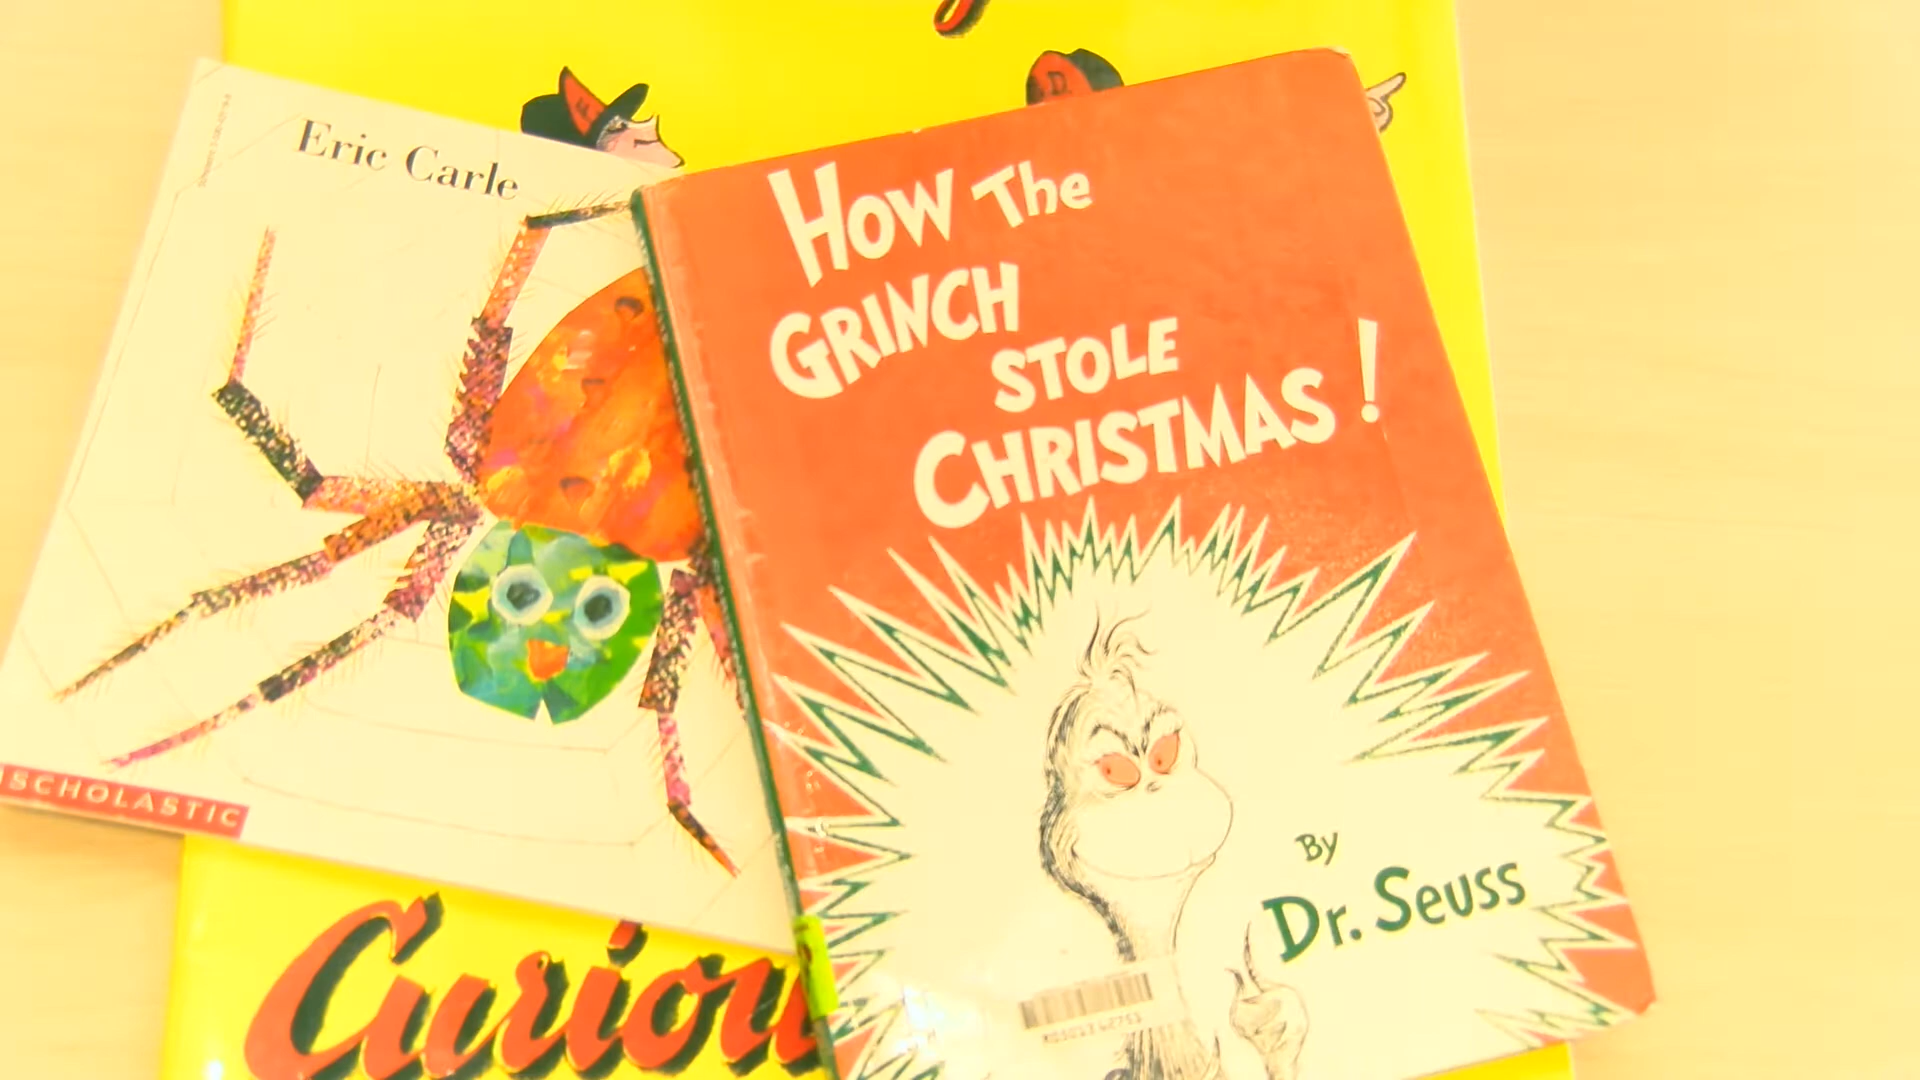 Eric Carle
SCHOLASTIC
How The
GRINCH
STOLE
CHRISTMAS!
By
Dr. Seuss
Curiou